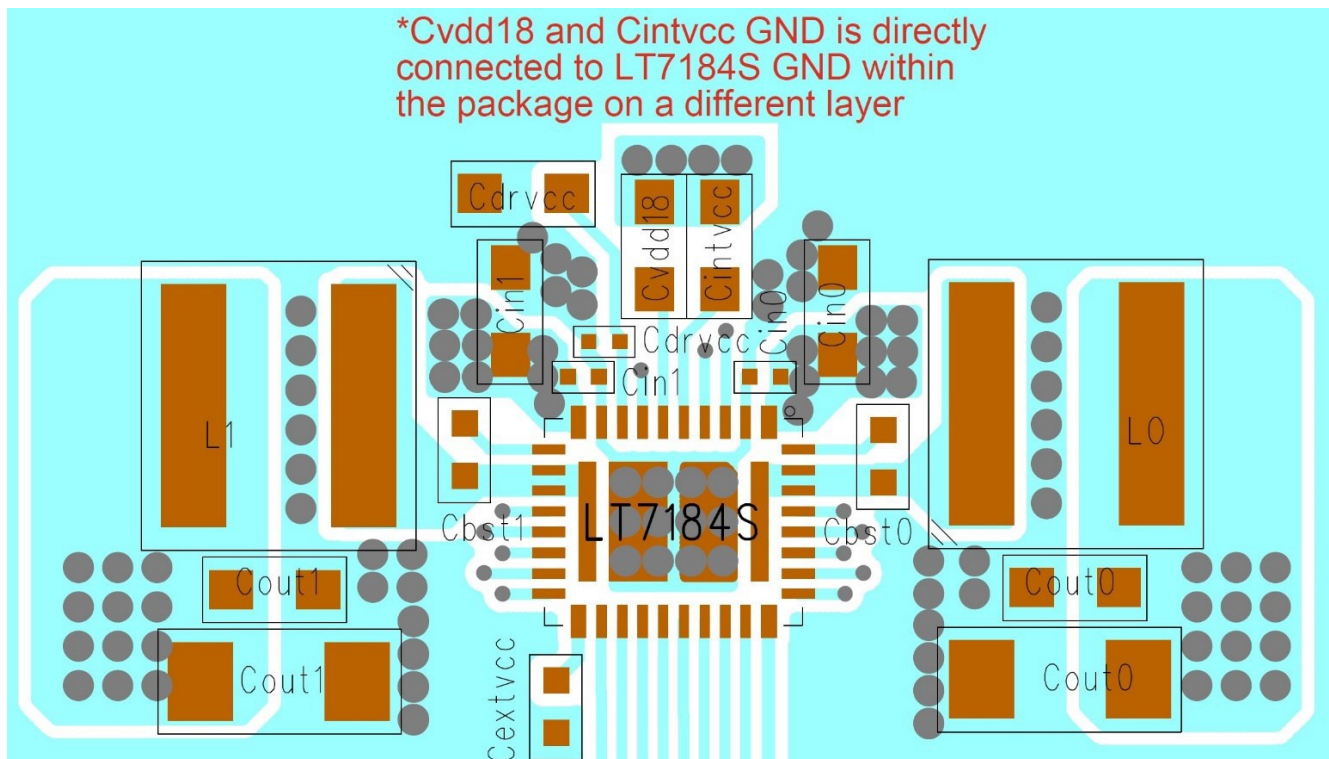 *Cvdd18 and Cintvcc GND is directly
connected to LT7184S GND within
the package on a different layer
Cdrvcc
Cvdd18
Cintvcc
Cin1
Cin0
Cin0
Cdrvcc
Cin1
L1
L0
Cbst1
LT7184S
Cbst0
Cout1
Cout0
Cout1
Cout0
Cextvcc